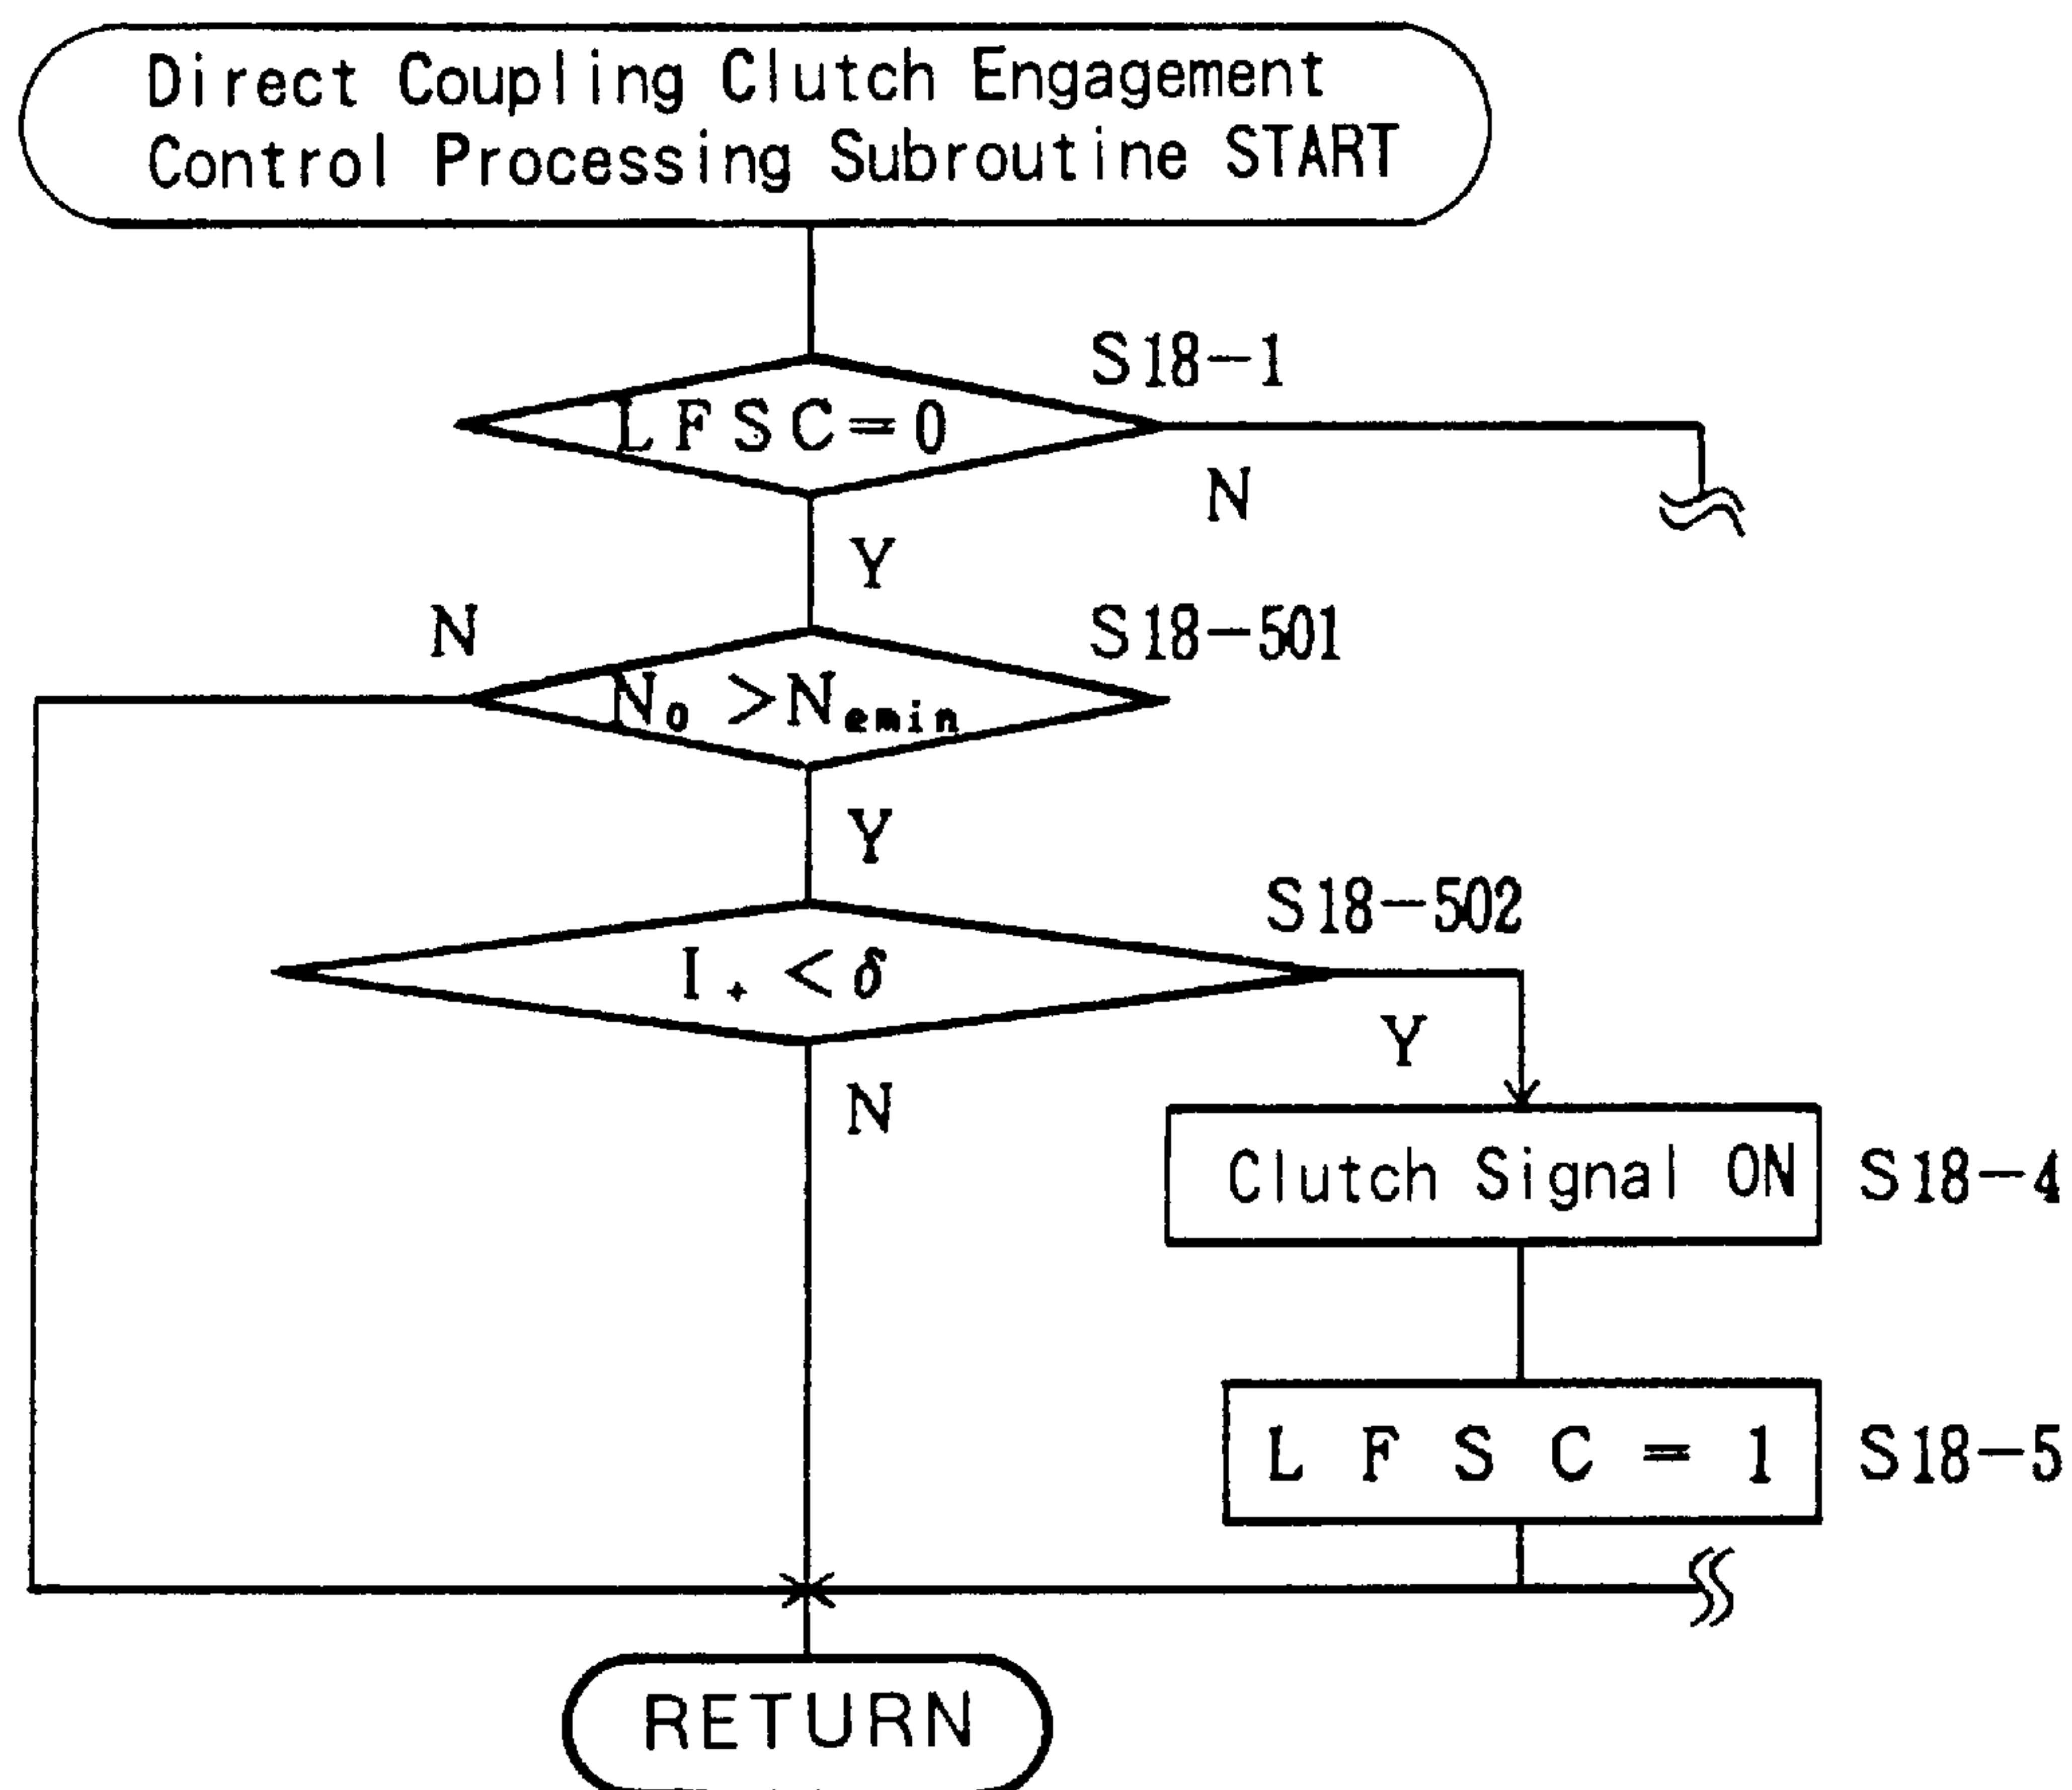 Direct Coupling Clutch Engagement
Control Processing Subroutine START
S18-1
LFSC=0
N
Y
N
S18-501
N₀ >Nemin
Y
S18-502
I₊ <δ
Y
N
Clutch Signal ON
S18-4
LFSC=1
S18-5
RETURN